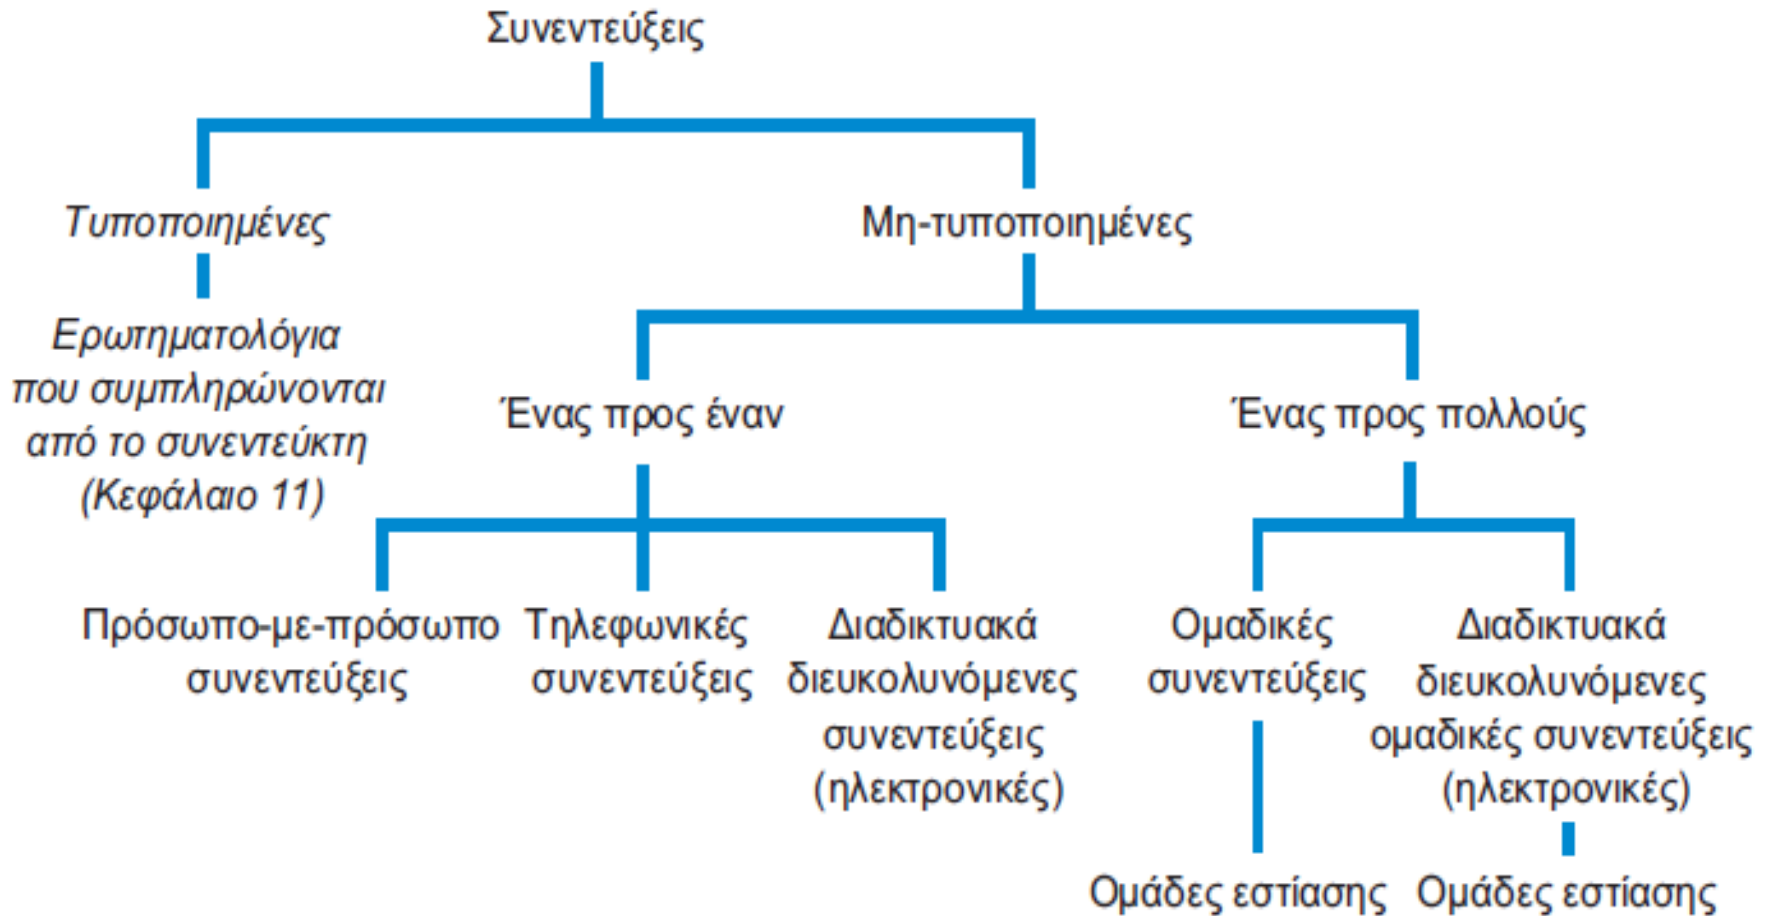 Συνεντεύξεις
Τυποποιημένες
Μη-τυποποιημένες
Ερωτηματολόγια
που συμπληρώνονται
από το συνεντεύκτη
(Κεφάλαιο 11)
Ένας προς έναν
Ένας προς πολλούς
Πρόσωπο-με-πρόσωπο
συνεντεύξεις
Τηλεφωνικές
συνεντεύξεις
Διαδικτυακά
διευκολυνόμενες
συνεντεύξεις
(ηλεκτρονικές)
Ομαδικές
συνεντεύξεις
Διαδικτυακά
διευκολυνόμενες
ομαδικές συνεντεύξεις
(ηλεκτρονικές)
Ομάδες εστίασης
Ομάδες εστίασης